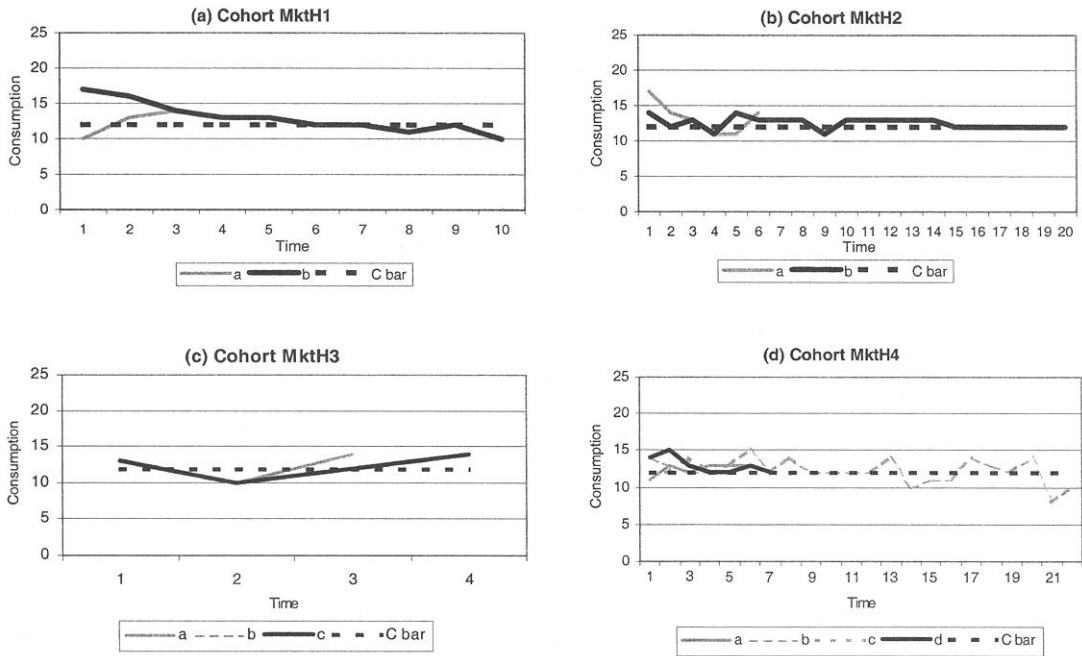 (a) Cohort MktH1
25
20
15
10
5
0
Consumption
1 2 3 4 5 6 7 8 9 10
Time
a b C bar
(b) Cohort MktH2
25
20
15
10
5
0
Consumption
1 2 3 4 5 6 7 8 9 10 11 12 13 14 15 16 17 18 19 20
Time
a b C bar
(c) Cohort MktH3
25
20
15
10
5
0
Consumption
1 2 3 4
Time
a b c C bar
(d) Cohort MktH4
25
20
15
10
5
0
Consumption
1 3 5 7 9 11 13 15 17 19 21
Time
a b c d C bar